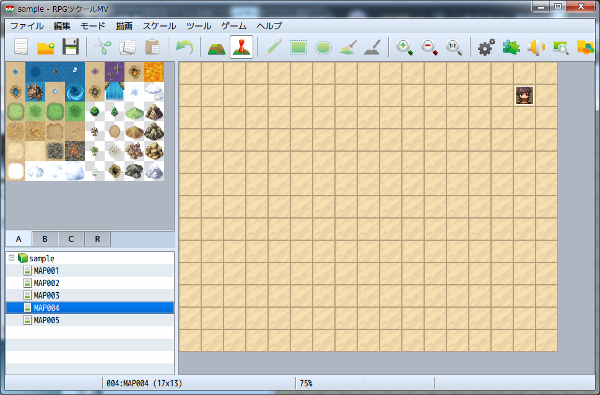 sample - RPGツクールMV
ファイル 編集 モード 描画 スケール ツール ゲーム ヘルプ
1:1
A B C R
sample
MAP001
MAP002
MAP003
MAP004
MAP005
004:MAP004 (17x13) 75%